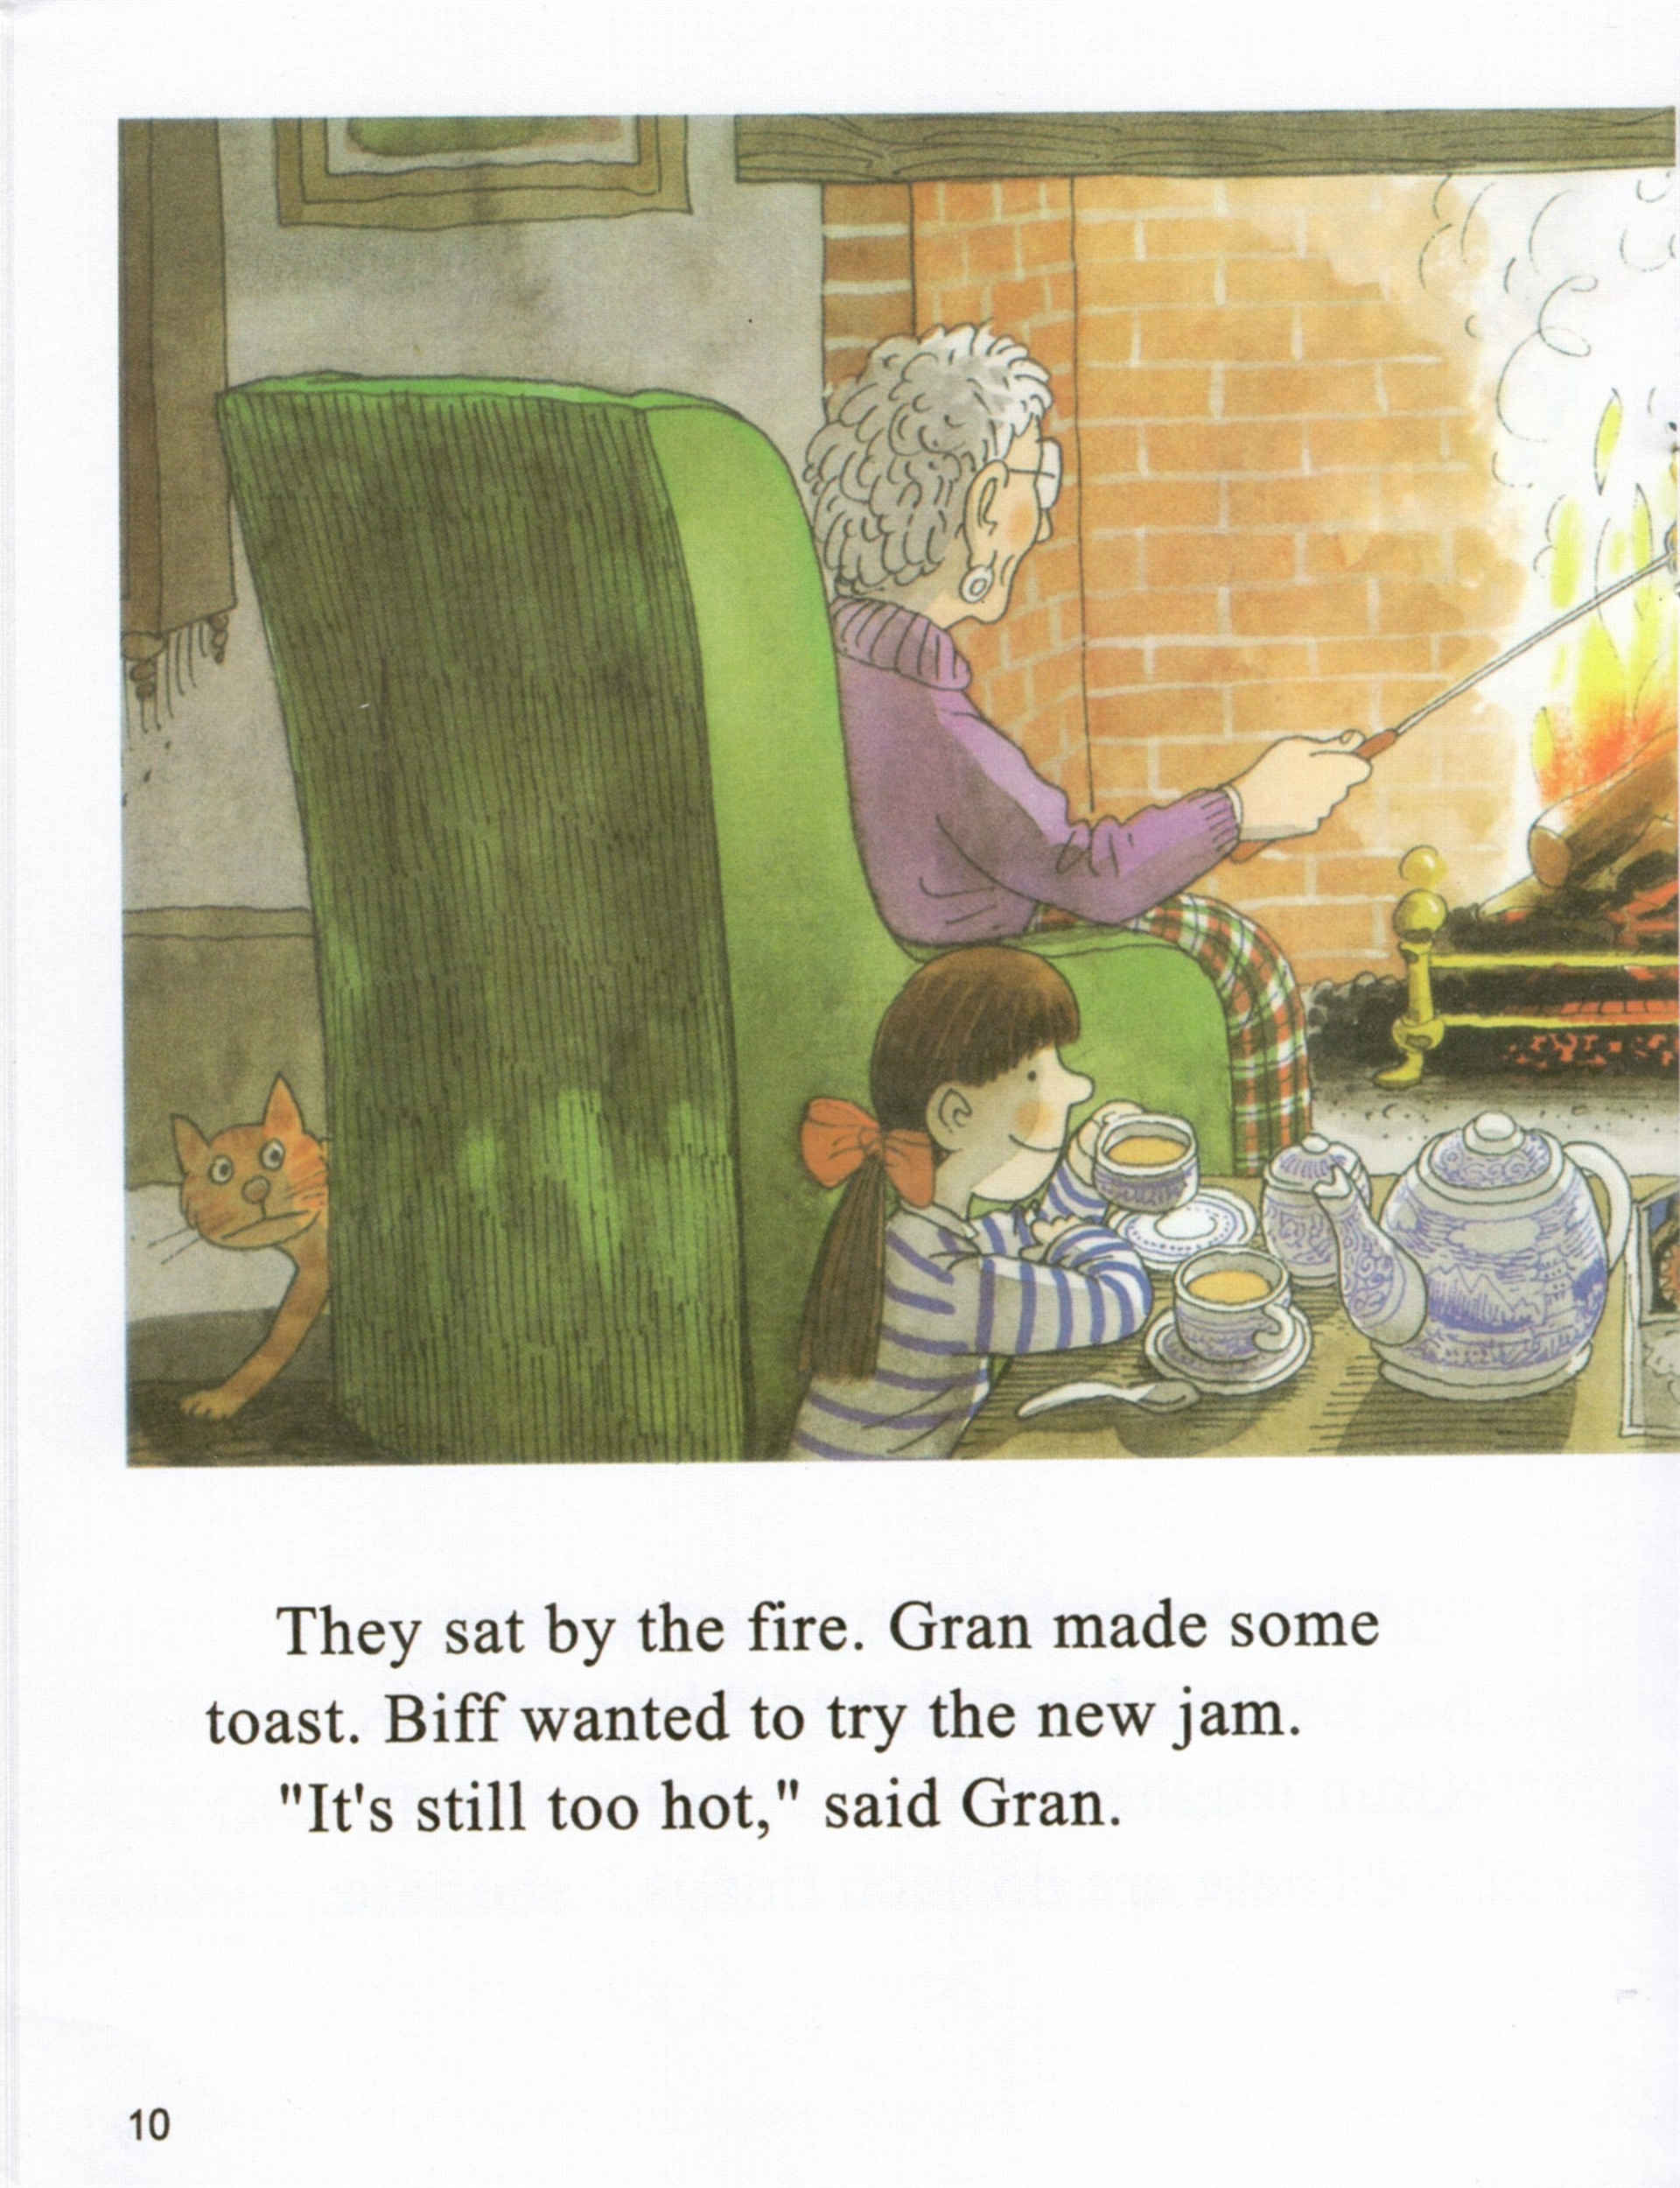 They sat by the fire. Gran made some
toast. Biff wanted to try the new jam.
"It's still too hot," said Gran.
10